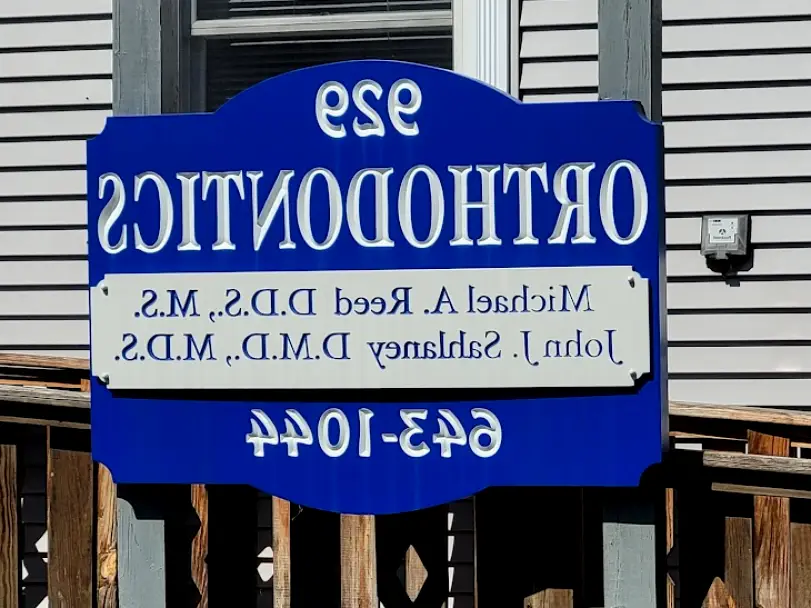 929
ORTHODONTICS
Michael A. Reed D.D.S., M.S.
John J. Sahlaney D.M.D., M.D.S.
643-1044